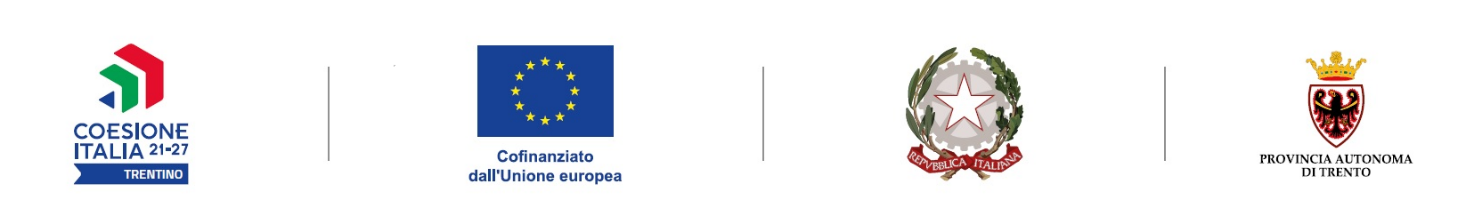 COESIONE
ITALIA 21-27
TRENTINO
Cofinanziato
dall'Unione europea
REPVBBLICA ITALIANA
PROVINCIA AUTONOMA
DI TRENTO